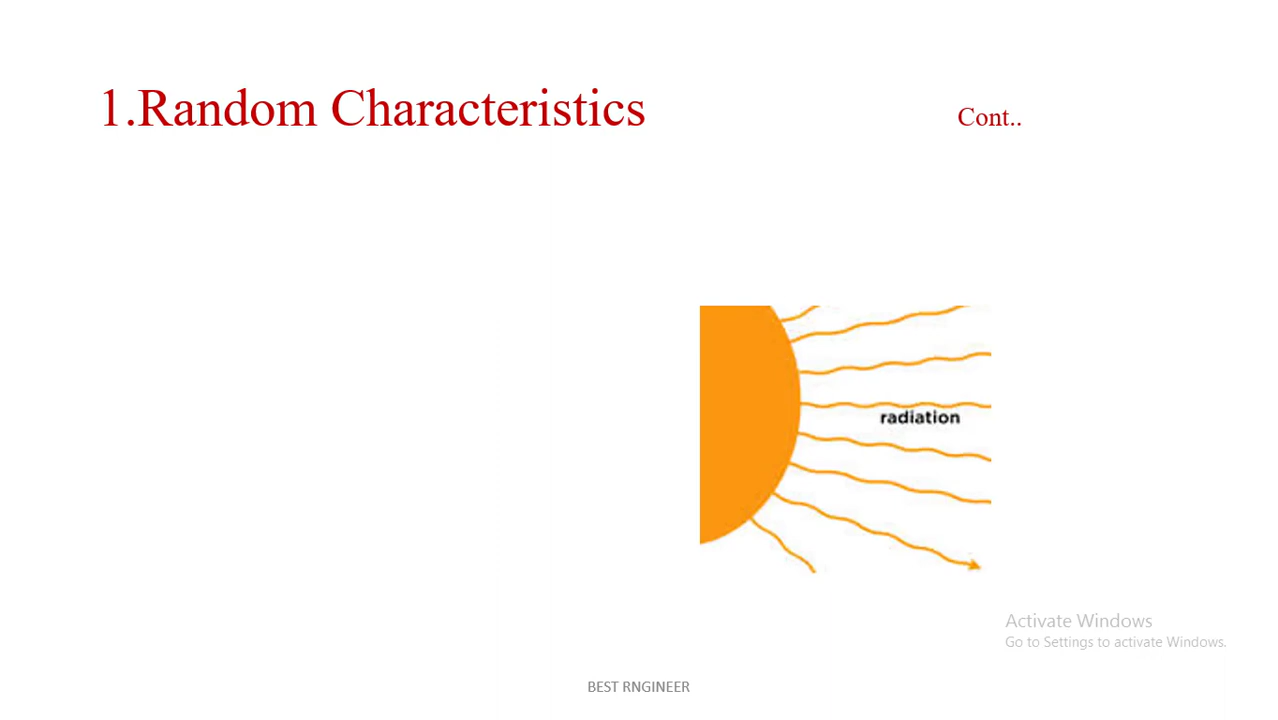 1.Random Characteristics
Cont..
radiation
Activate Windows
Go to Settings to activate Windows.
BEST RNGINEER